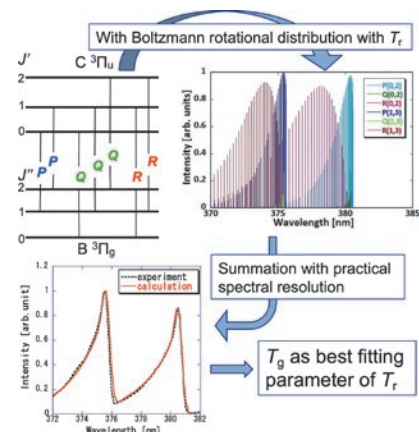 With Boltzmann rotational distribution with Tᵣ
C ³Πᵤ
J'
2
1
0
P P Q Q Q R R
J''
2
1
0
B ³Π_g
Intensity [arb. units]
1
0.8
0.6
0.4
0.2
0
370 375 380 385
Wavelength [nm]
P(0,2)
Q(0,2)
R(0,2)
P(1,3)
Q(1,3)
R(1,3)
Summation with practical
spectral resolution
Intensity [arb. unit]
1.2
1
0.8
0.6
0.4
0.2
0
372 374 376 378 380 382
Wavelength [nm]
experiment
calculation
T_g as best fitting
parameter of Tᵣ